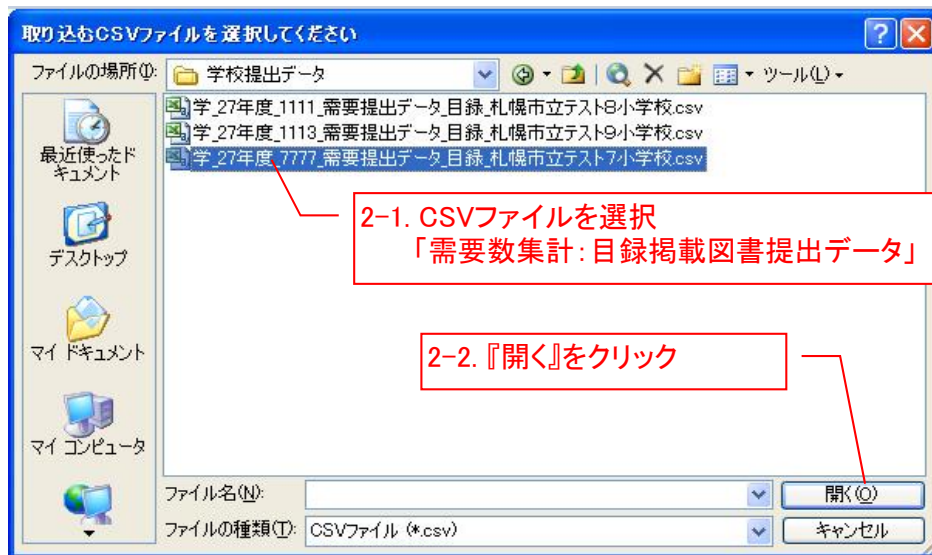 取り込むCSVファイルを選択してください
ファイルの場所(I):
学校提出データ
ツール(L)
最近使ったド
キュメント
デスクトップ
マイ ドキュメント
マイ コンピュータ
学_27年度_1111_需要提出データ_目録_札幌市立テスト8小学校.csv
学_27年度_1113_需要提出データ_目録_札幌市立テスト9小学校.csv
学_27年度_7777_需要提出データ_目録_札幌市立テスト7小学校.csv
2-1. CSVファイルを選択
「需要数集計:目録掲載図書提出データ」
2-2.『開く』をクリック
ファイル名(N):
開く(O)
ファイルの種類(T):
CSVファイル (*.csv)
キャンセル